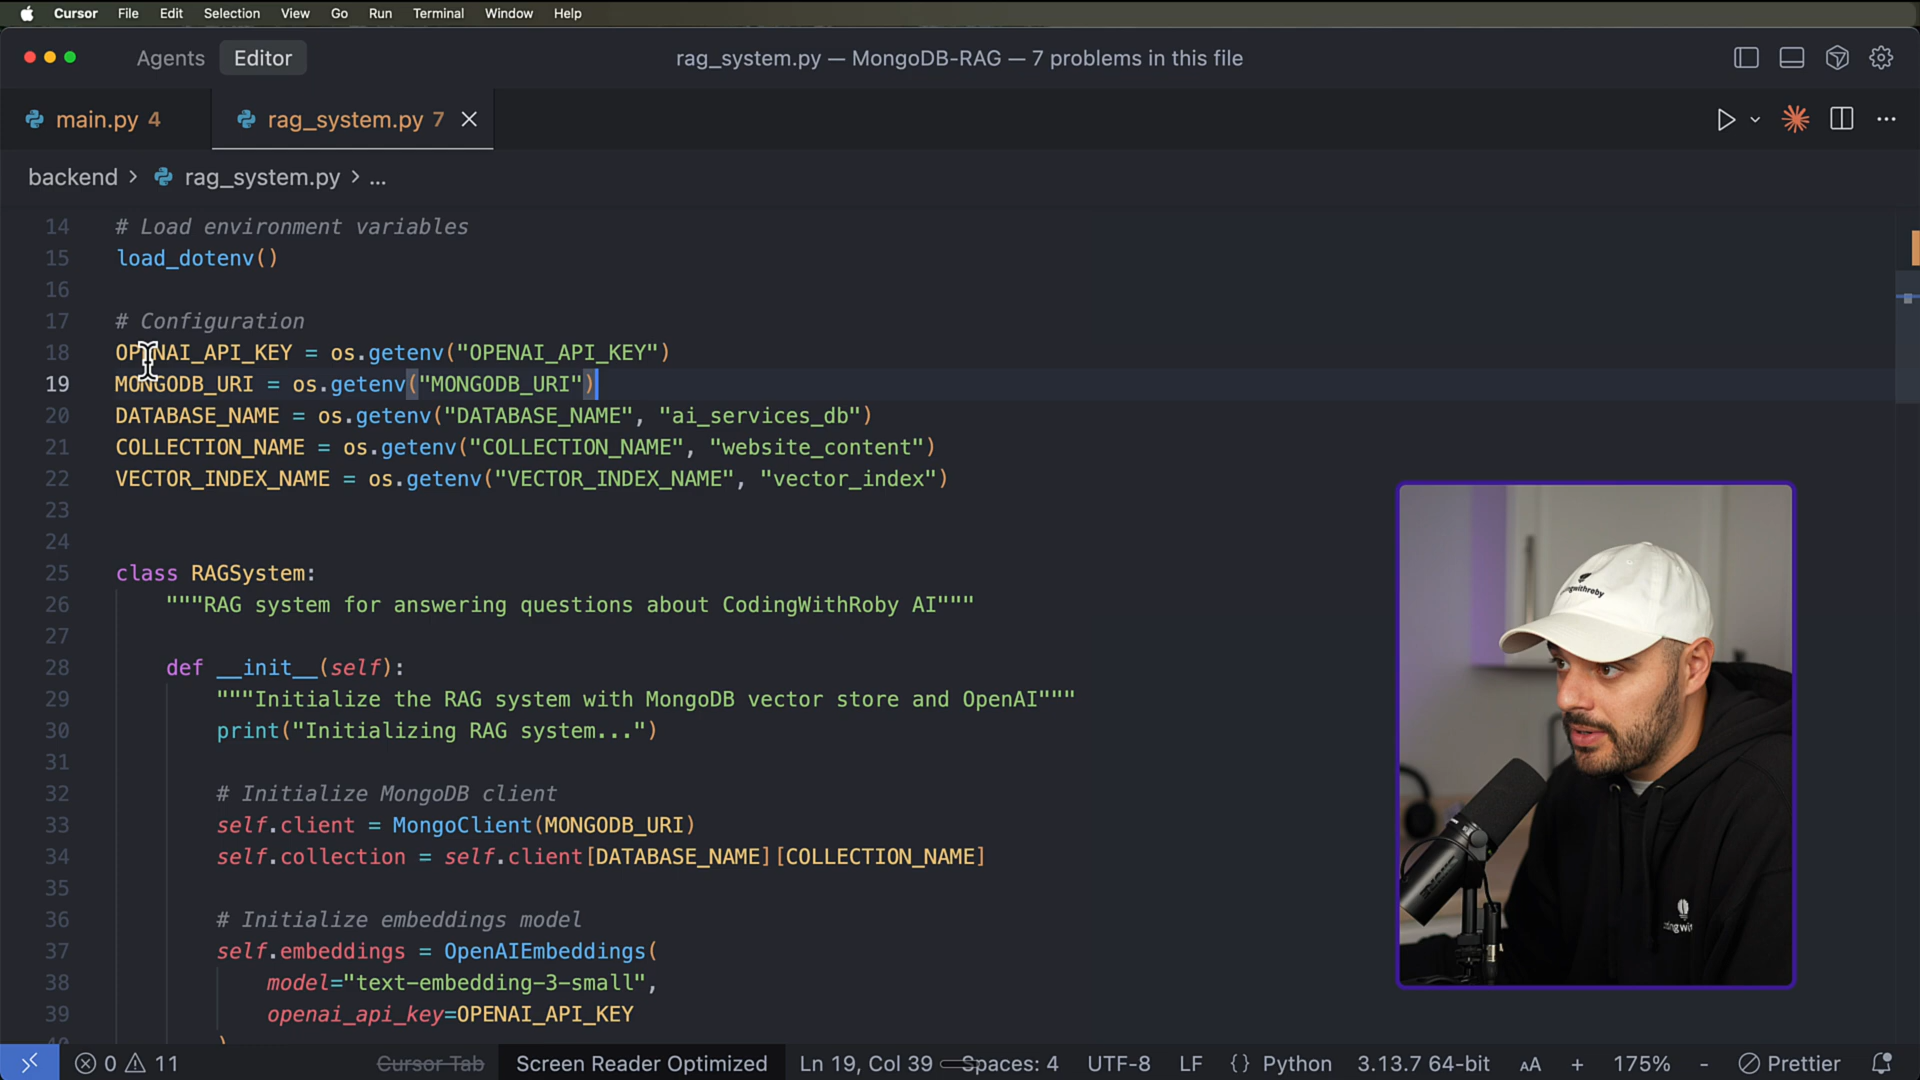 Cursor File Edit Selection View Go Run Terminal Window Help
Agents Editor rag_system.py — MongoDB-RAG — 7 problems in this file
main.py 4 rag_system.py 7
backend > rag_system.py > ...
14 # Load environment variables
15 load_dotenv()
16
17 # Configuration
18 OPENAI_API_KEY = os.getenv("OPENAI_API_KEY")
19 MONGODB_URI = os.getenv("MONGODB_URI")
20 DATABASE_NAME = os.getenv("DATABASE_NAME", "ai_services_db")
21 COLLECTION_NAME = os.getenv("COLLECTION_NAME", "website_content")
22 VECTOR_INDEX_NAME = os.getenv("VECTOR_INDEX_NAME", "vector_index")
23
24
25 class RAGSystem:
26 """RAG system for answering questions about CodingWithRoby AI"""
27
28 def __init__(self):
29 """Initialize the RAG system with MongoDB vector store and OpenAI"""
30 print("Initializing RAG system...")
31
32 # Initialize MongoDB client
33 self.client = MongoClient(MONGODB_URI)
34 self.collection = self.client[DATABASE_NAME][COLLECTION_NAME]
35
36 # Initialize embeddings model
37 self.embeddings = OpenAIEmbeddings(
38 model="text-embedding-3-small",
39 openai_api_key=OPENAI_API_KEY
)
0 11 Cursor Tab Screen Reader Optimized Ln 19, Col 39 Spaces: 4 UTF-8 LF {} Python 3.13.7 64-bit AA + 175% - Prettier